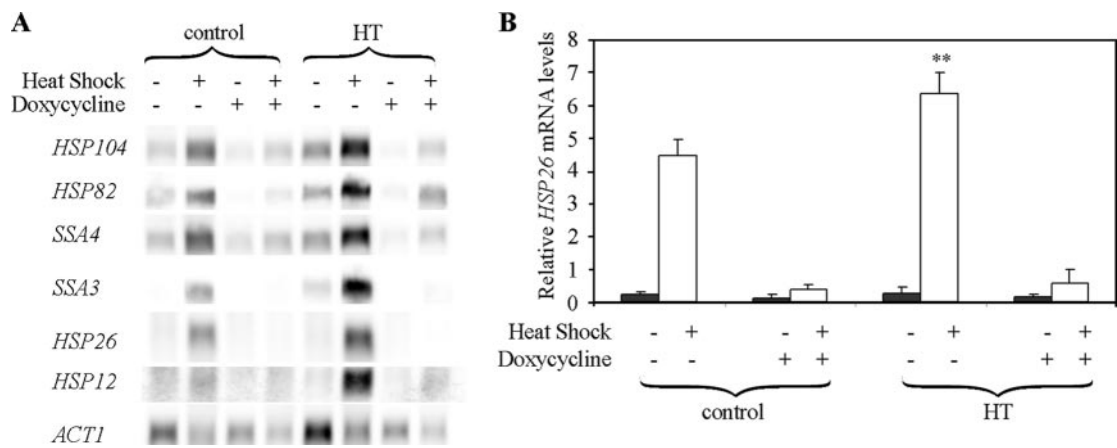 A
control HT
Heat Shock - + - + - + - +
Doxycycline - - + + - - + +
HSP104
HSP82
SSA4
SSA3
HSP26
HSP12
ACT1
B
Relative HSP26 mRNA levels
8
7
6
5
4
3
2
1
0
**
Heat Shock - + - + - + - +
Doxycycline - - + + - - + +
control HT